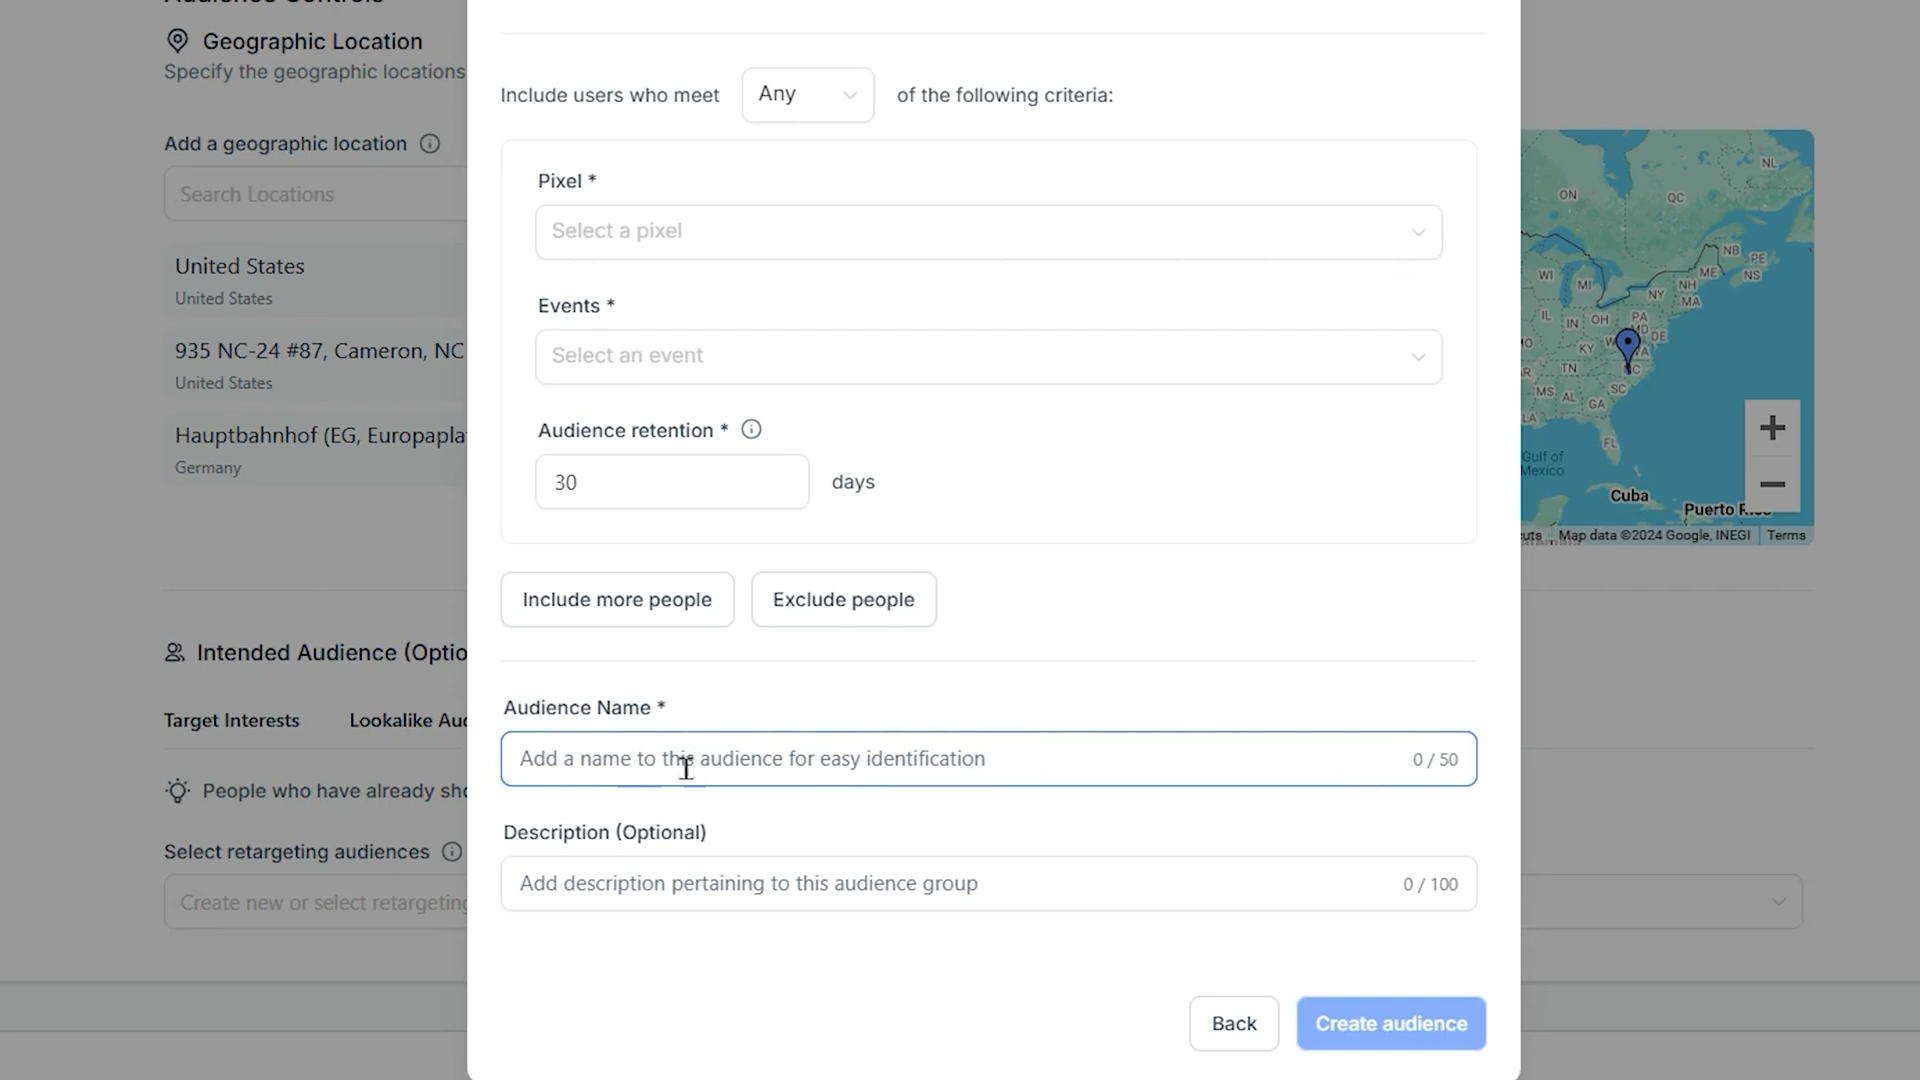 Geographic Location
Specify the geographic locations
Add a geographic location
Search Locations
United States
United States
935 NC-24 #87, Cameron, NC
United States
Hauptbahnhof (EG, Europapla
Germany
Intended Audience (Optio
Target Interests
Lookalike Au
People who have already sh
Select retargeting audiences
Create new or select retargeting
Include users who meet Any of the following criteria:
Pixel *
Select a pixel
Events *
Select an event
Audience retention *
30 days
Include more people
Exclude people
Audience Name *
Add a name to this audience for easy identification 0 / 50
Description (Optional)
Add description pertaining to this audience group 0 / 100
Back
Create audience
NL
ON
QC
NB
PE
ME
NS
WI
MI
NH
NY
MA
IL
IN
OH
PA
MD
DE
KY
VA
TN
NC
SC
MS
AL
GA
LA
FL
Gulf of
Mexico
Cuba
Puerto
Map data ©2024 Google, INEGI
Terms